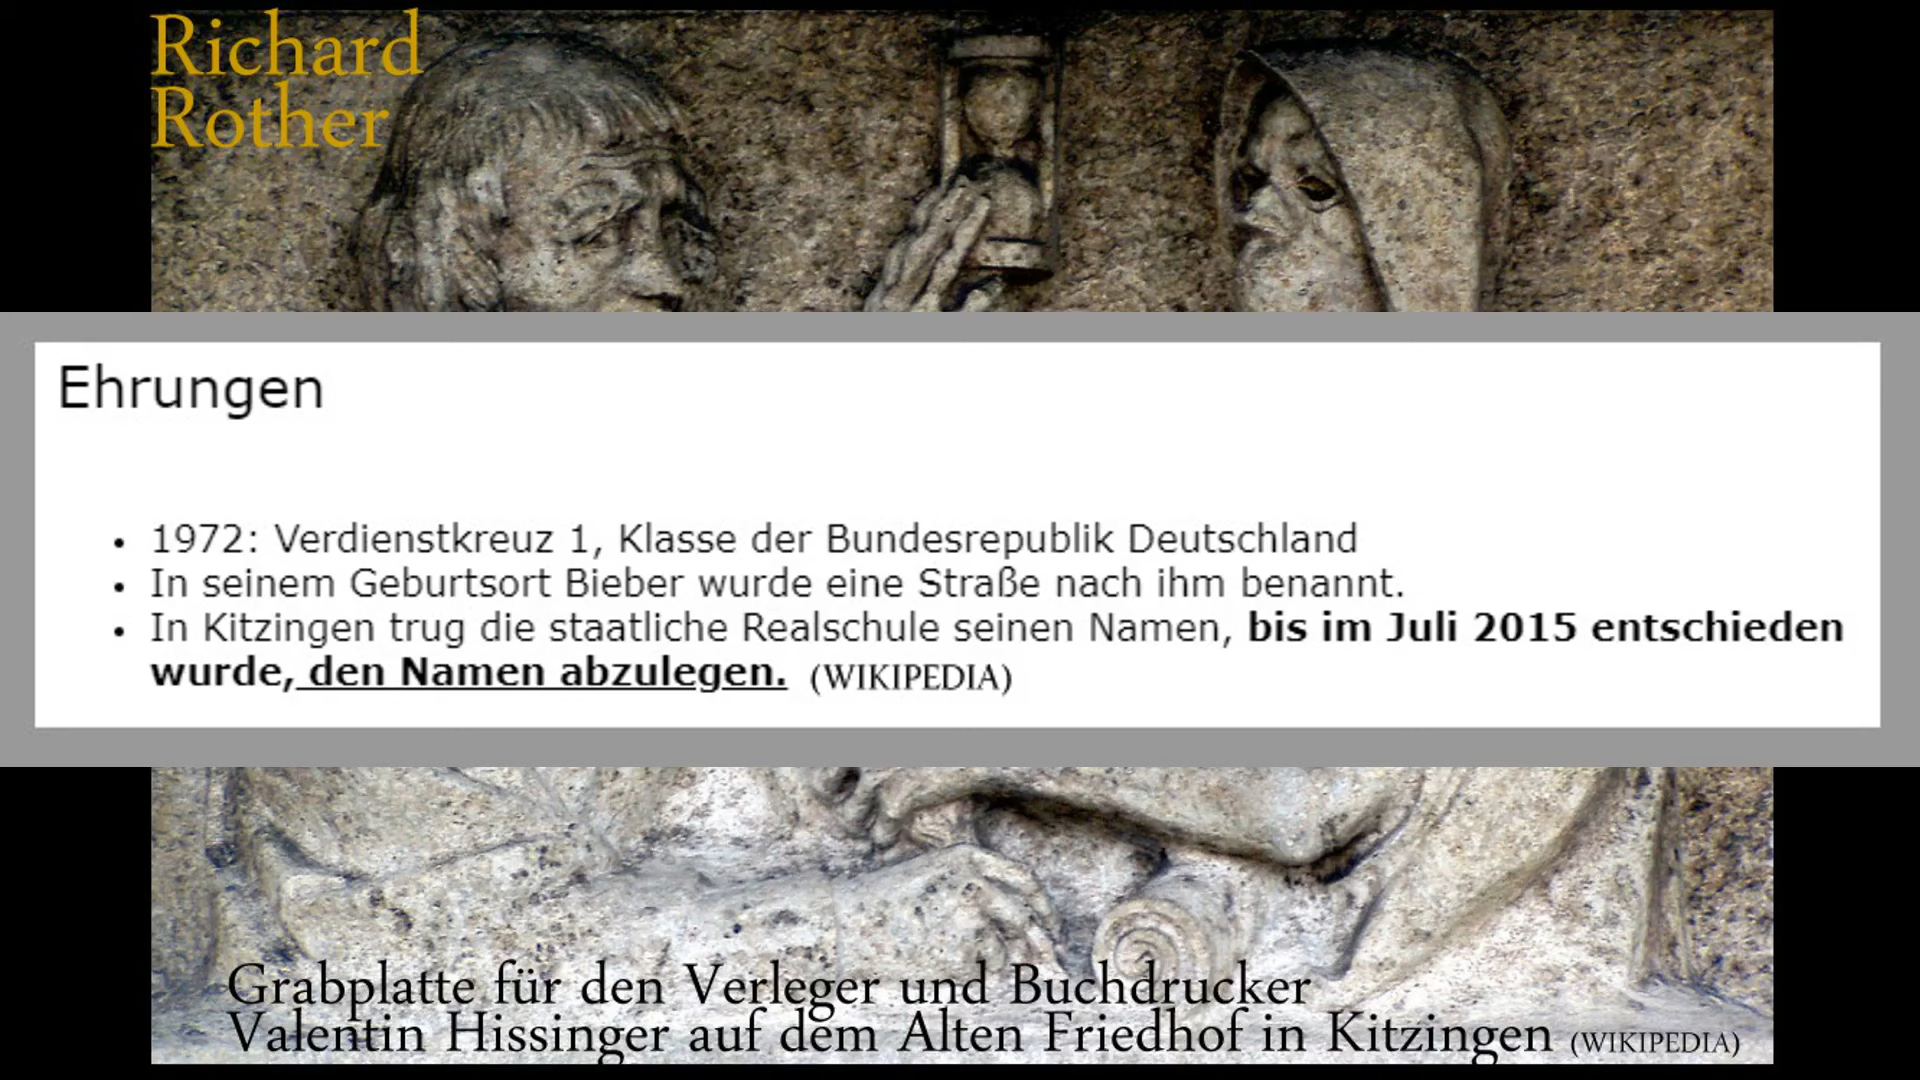 Richard
Rother
Ehrungen
• 1972: Verdienstkreuz 1, Klasse der Bundesrepublik Deutschland
• In seinem Geburtsort Bieber wurde eine Straße nach ihm benannt.
• In Kitzingen trug die staatliche Realschule seinen Namen, bis im Juli 2015 entschieden
wurde, den Namen abzulegen. (WIKIPEDIA)
Grabplatte für den Verleger und Buchdrucker
Valentin Hissinger auf dem Alten Friedhof in Kitzingen (WIKIPEDIA)